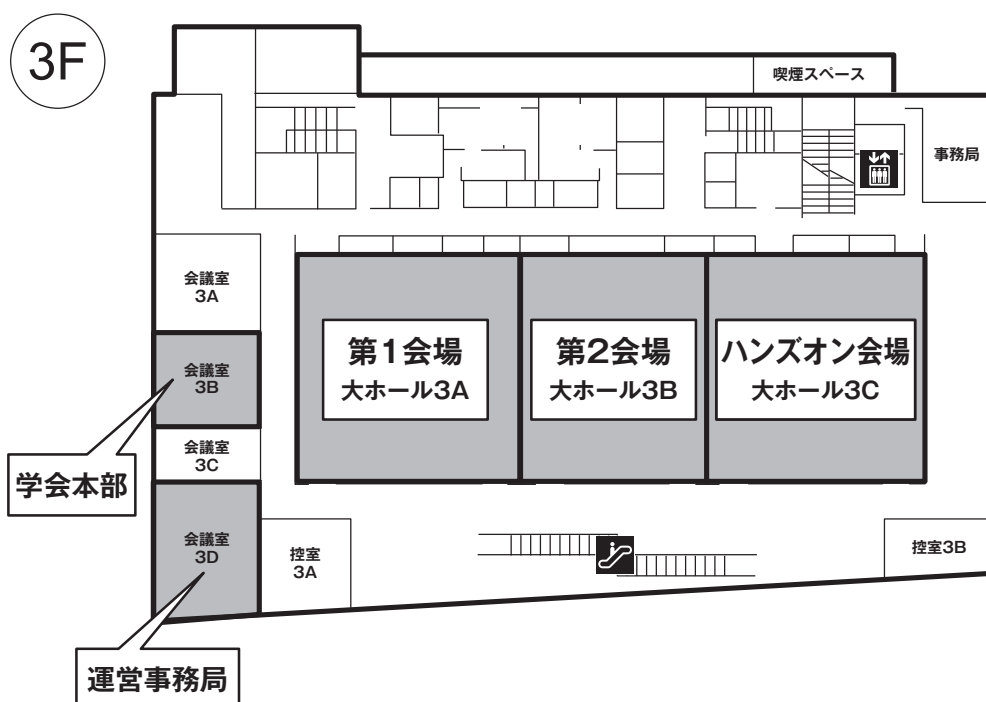 3F
喫煙スペース
事務局
会議室
3A
第1会場
大ホール3A
第2会場
大ホール3B
ハンズオン会場
大ホール3C
会議室
3B
会議室
3C
学会本部
会議室
3D
控室
3A
控室3B
運営事務局